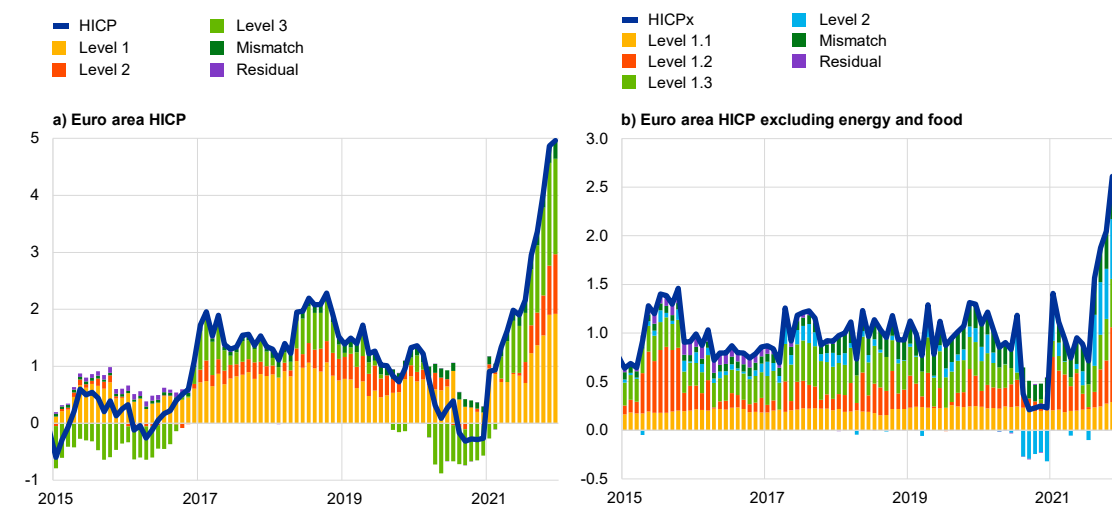 HICP
Level 1
Level 2
Level 3
Mismatch
Residual
a) Euro area HICP
5
4
3
2
1
0
-1
2015 2017 2019 2021
HICPx
Level 1.1
Level 1.2
Level 1.3
Level 2
Mismatch
Residual
b) Euro area HICP excluding energy and food
3.0
2.5
2.0
1.5
1.0
0.5
0.0
-0.5
2015 2017 2019 2021